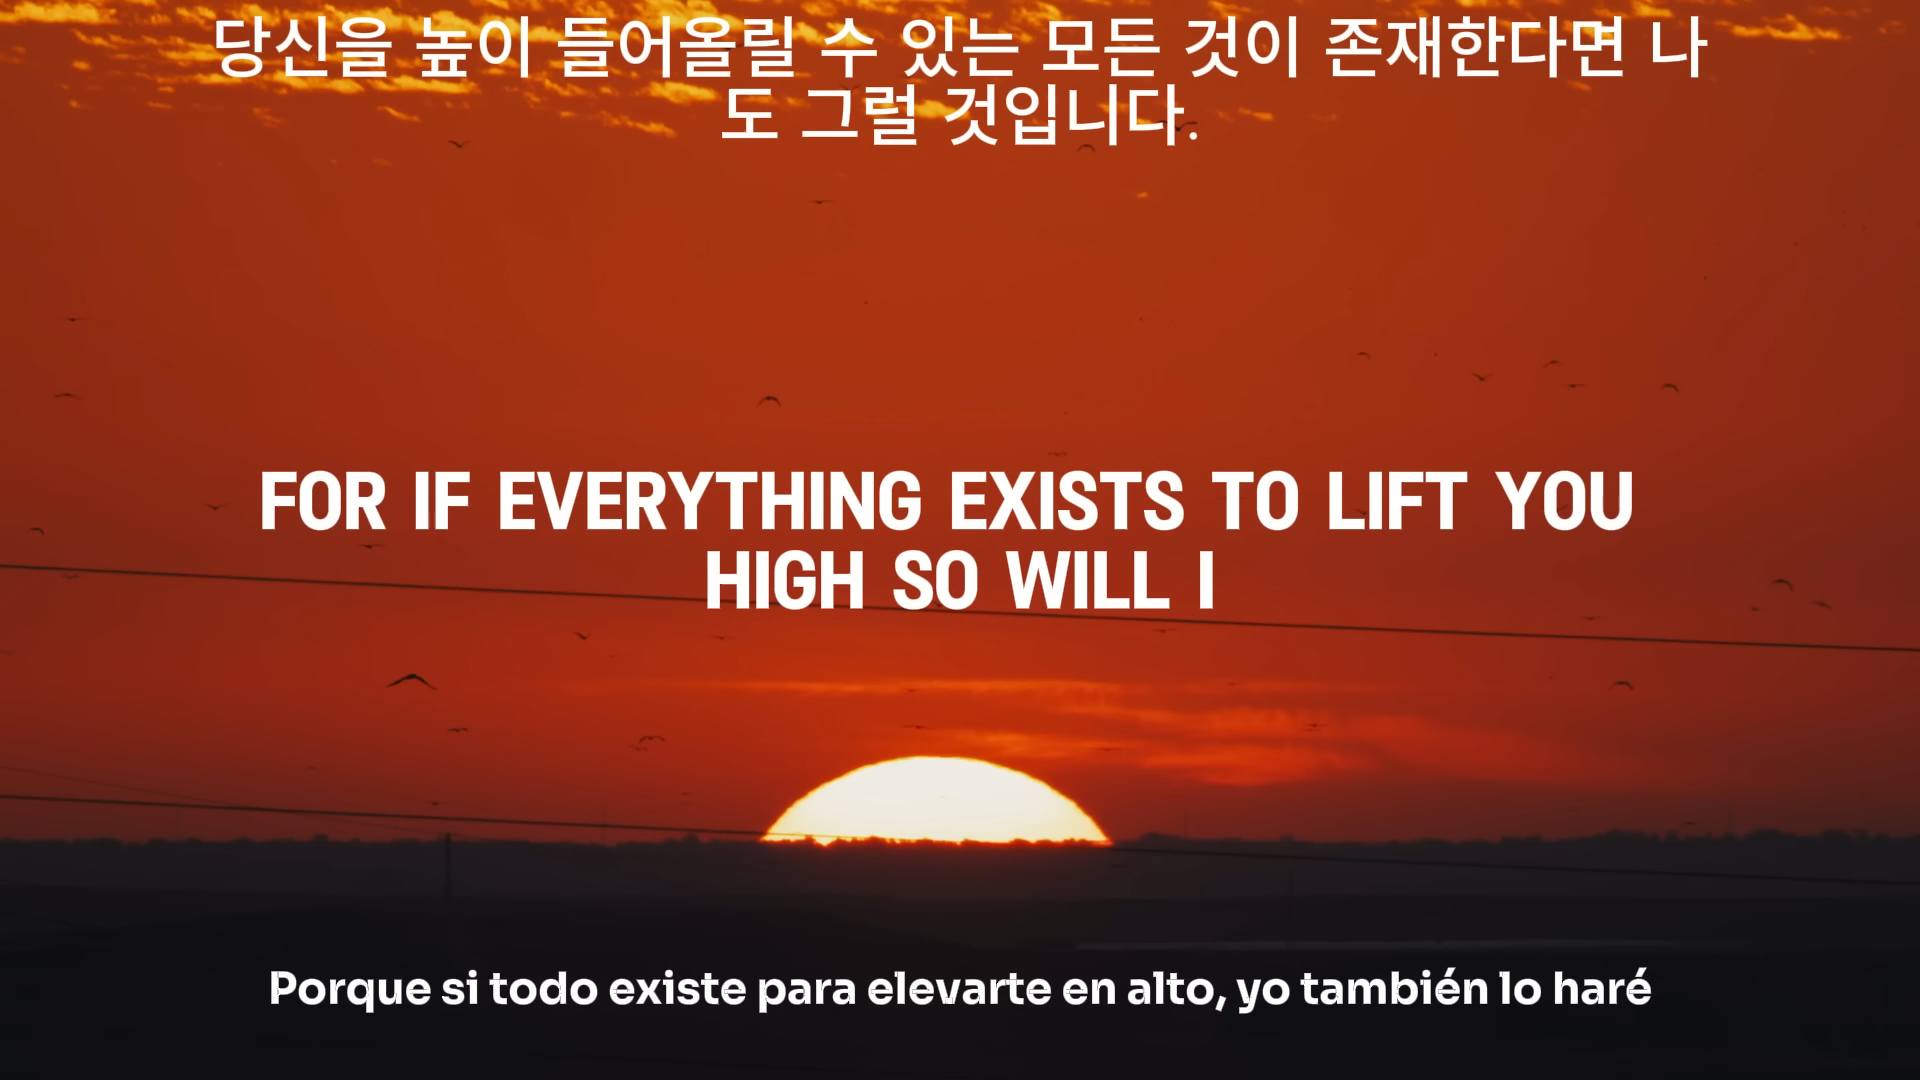 당신을 높이 들어올릴 수 있는 모든 것이 존재한다면 나
도 그럴 것입니다.
FOR IF EVERYTHING EXISTS TO LIFT YOU
HIGH SO WILL I
Porque si todo existe para elevarte en alto, yo también lo haré